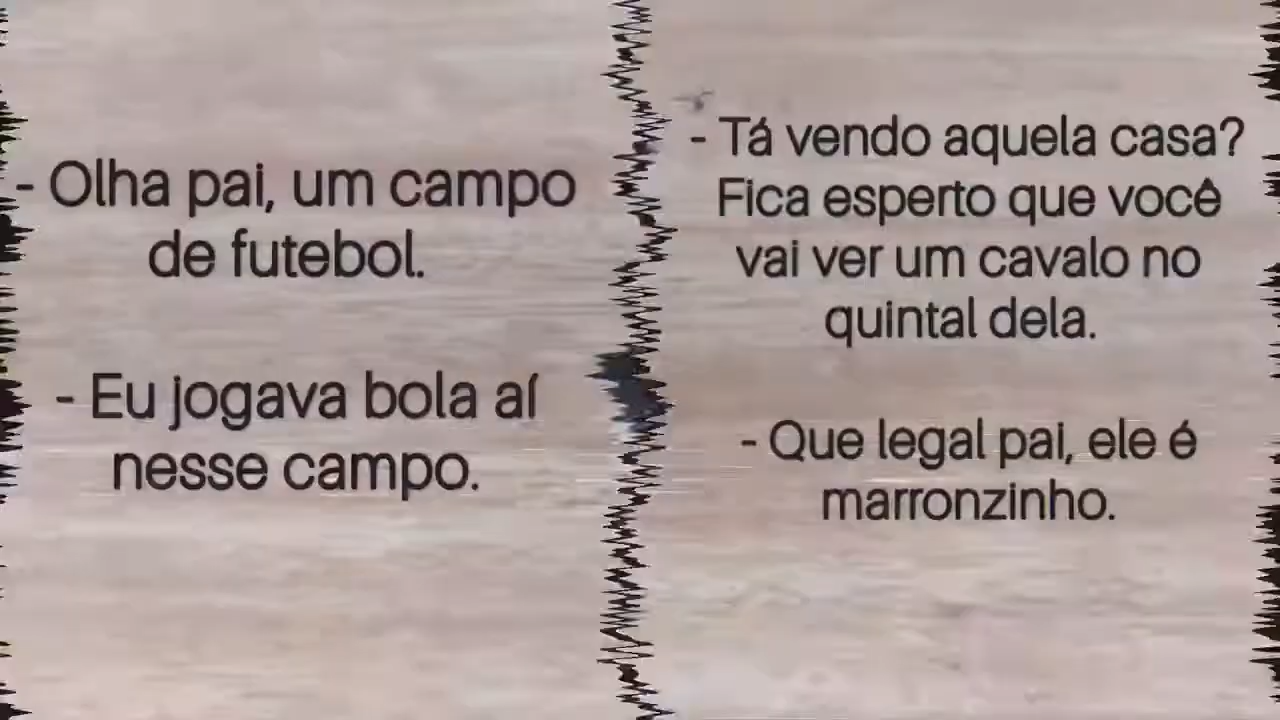 - Olha pai, um campo
de futebol.
- Eu jogava bola aí
nesse campo.
- Tá vendo aquela casa?
Fica esperto que você
vai ver um cavalo no
quintal dela.
- Que legal pai, ele é
marronzinho.